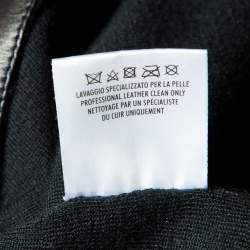 LAVAGGIO SPECIALIZZATO PER LA PELLE
PROFESSIONAL LEATHER CLEAN ONLY
NETTOYAGE PAR UN SPÉCIALISTE
DU CUIR UNIQUEMENT